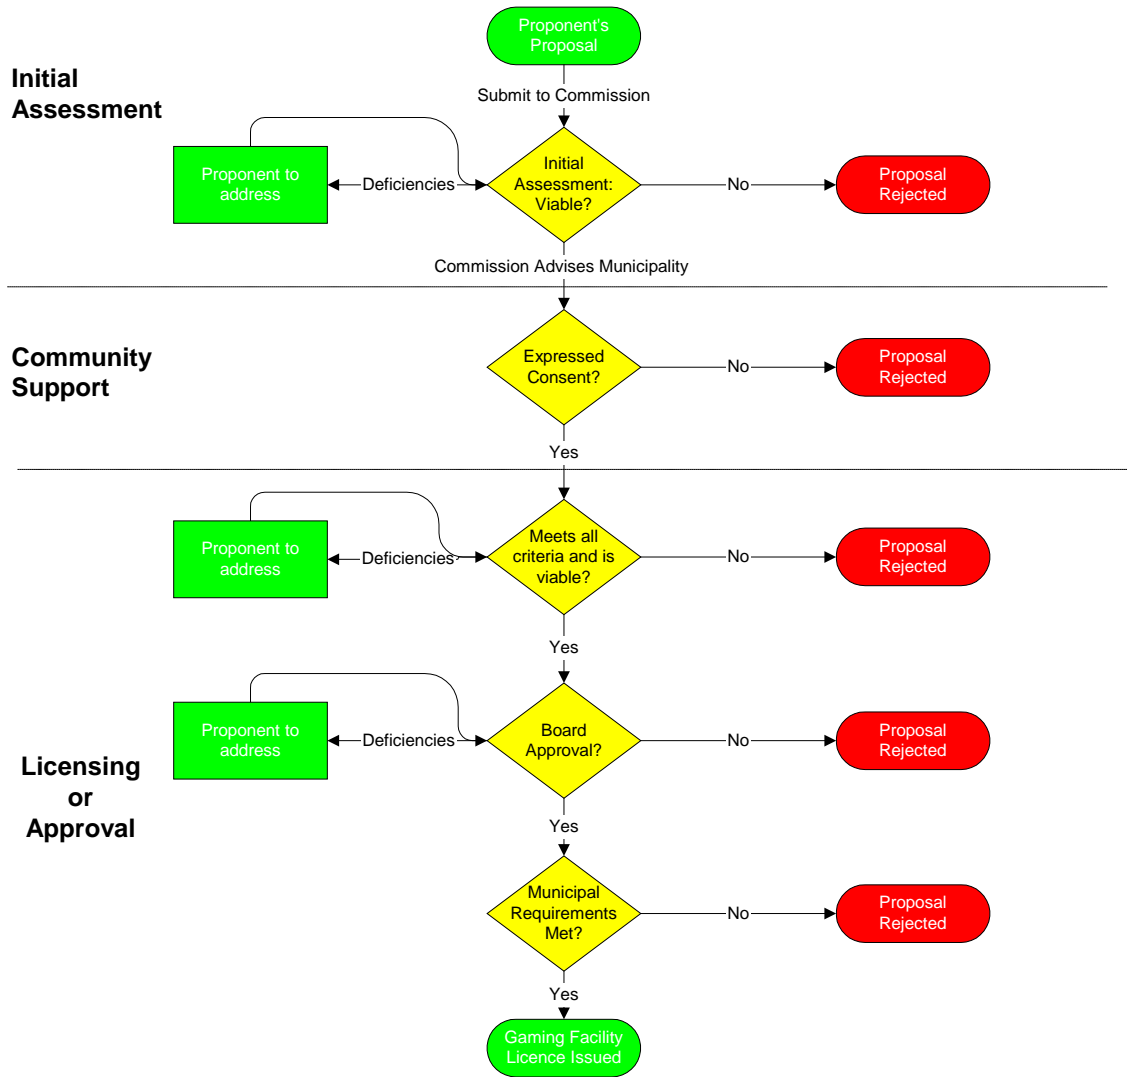 Proponent's
Proposal
Initial
Assessment
Submit to Commission
Proponent to
address
Deficiencies
Initial
Assessment:
Viable?
No
Proposal
Rejected
Commission Advises Municipality
Community
Support
Expressed
Consent?
No
Proposal
Rejected
Yes
Proponent to
address
Deficiencies
Meets all
criteria and is
viable?
No
Proposal
Rejected
Yes
Licensing
or
Approval
Proponent to
address
Deficiencies
Board
Approval?
No
Proposal
Rejected
Yes
Municipal
Requirements
Met?
No
Proposal
Rejected
Yes
Gaming Facility
Licence Issued